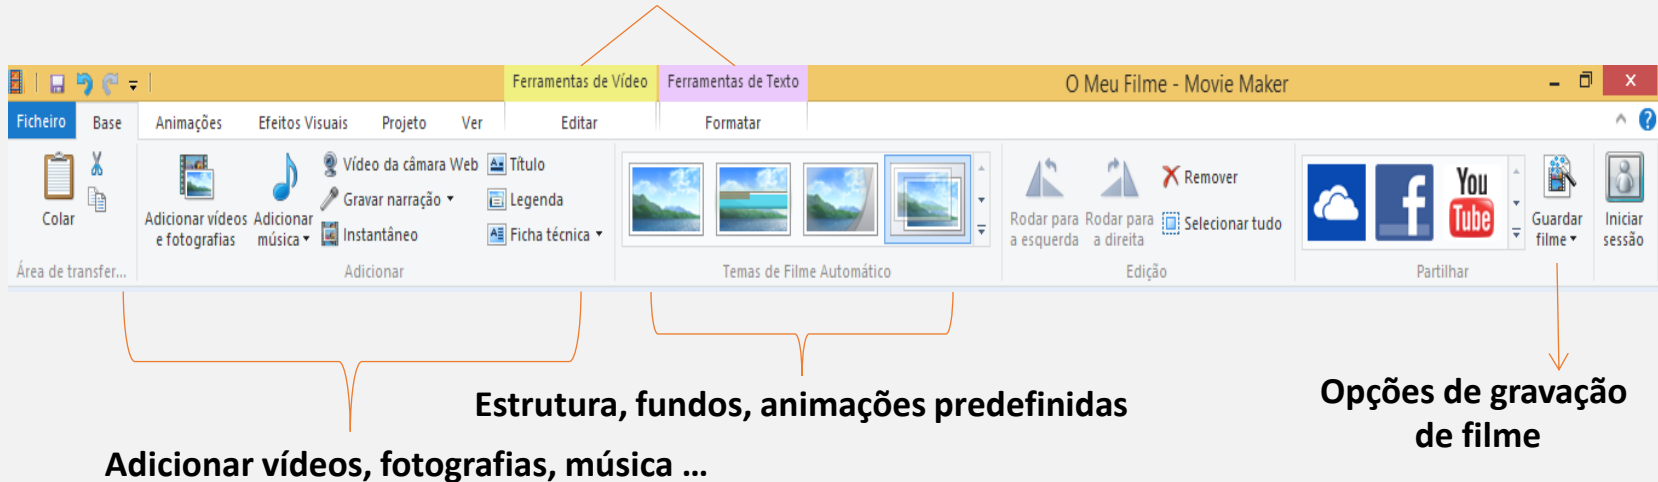 Ferramentas de Vídeo Ferramentas de Texto O Meu Filme - Movie Maker
Ficheiro Base Animações Efeitos Visuais Projeto Ver Editar Formatar
Colar
Adicionar vídeos
e fotografias
Adicionar
música
Vídeo da câmara Web
Gravar narração
Instantâneo
Título
Legenda
Ficha técnica
Rodar para
a esquerda
Rodar para
a direita
Remover
Selecionar tudo
f
You
Tube
Guardar
filme
Iniciar
sessão
Área de transfer...
Adicionar
Temas de Filme Automático
Edição
Partilhar
Estrutura, fundos, animações predefinidas
Opções de gravação
de filme
Adicionar vídeos, fotografias, música ...